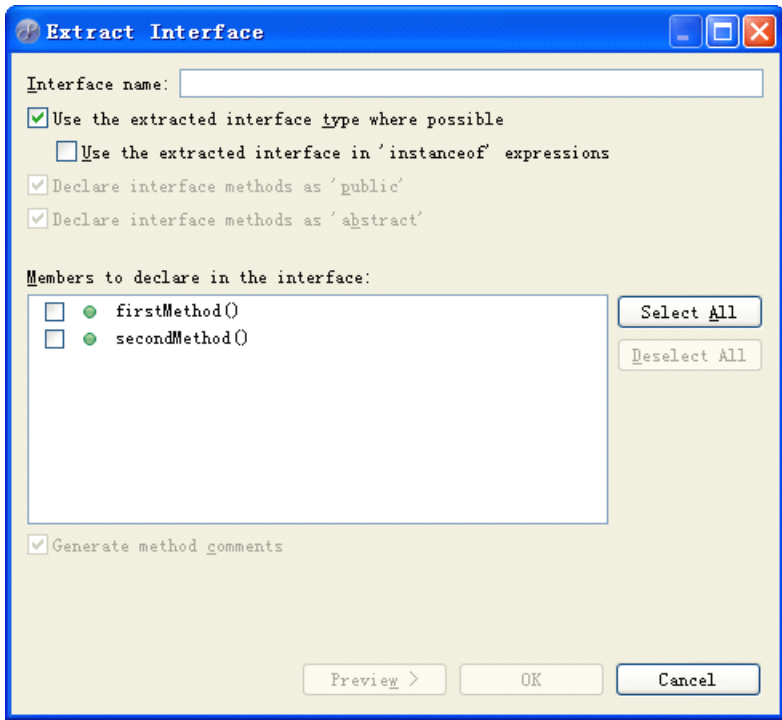 Extract Interface
Interface name:
Use the extracted interface type where possible
Use the extracted interface in 'instanceof' expressions
Declare interface methods as 'public'
Declare interface methods as 'abstract'
Members to declare in the interface:
firstMethod()
Select All
secondMethod()
Deselect All
Generate method comments
Preview >
OK
Cancel